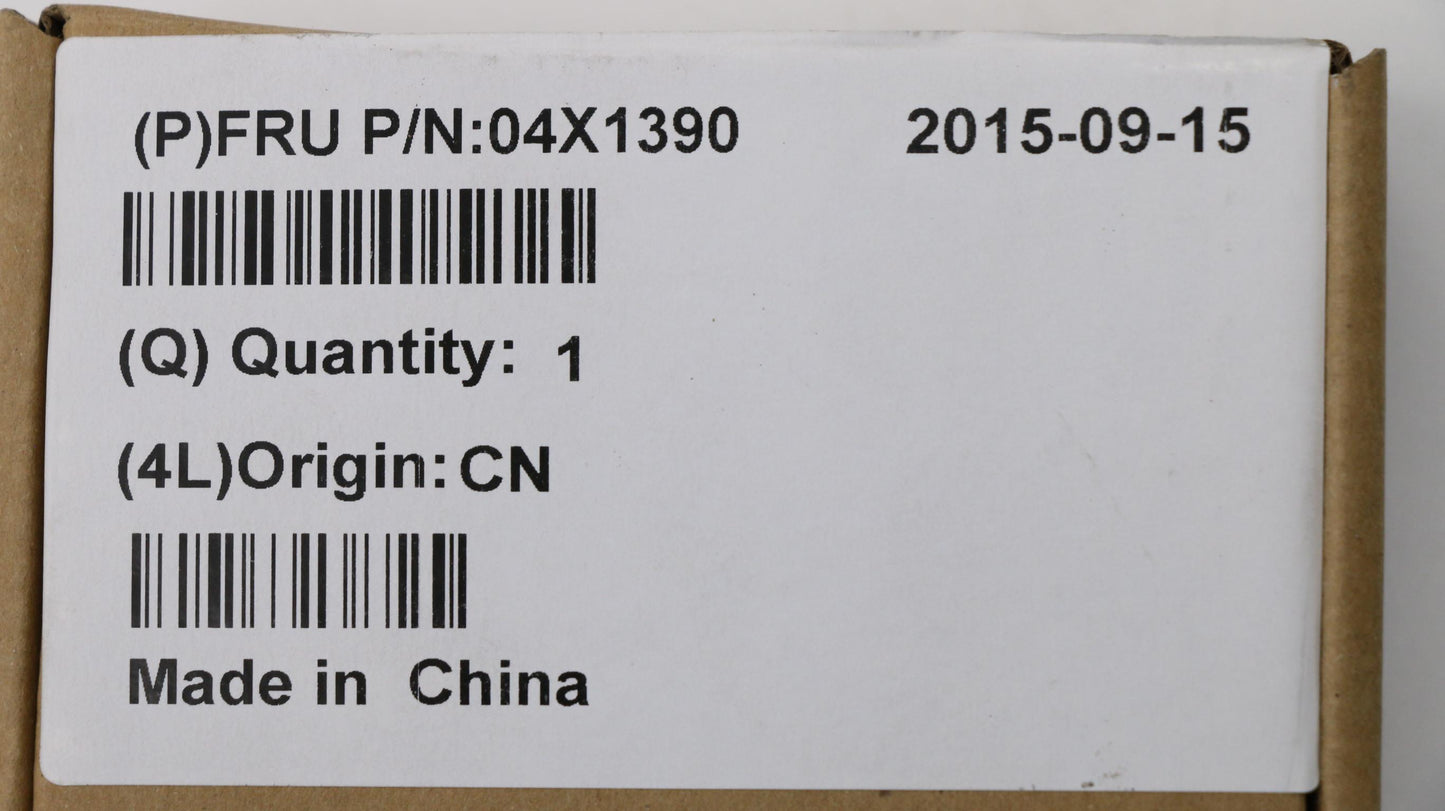 (P)FRU P/N:04X1390 2015-09-15
(Q) Quantity: 1
(4L)Origin:CN
Made in China